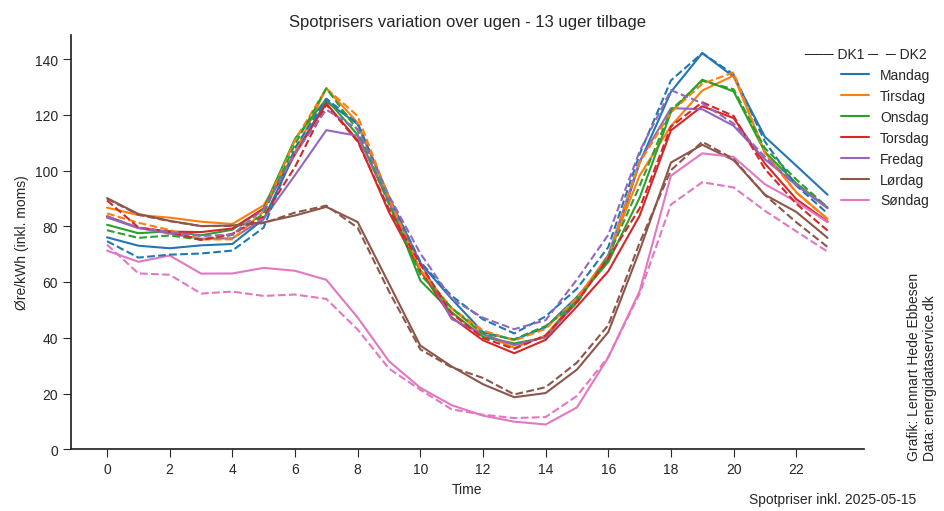 Spotprisers variation over ugen - 13 uger tilbage
DK1 DK2
Mandag
Tirsdag
Onsdag
Torsdag
Fredag
Lørdag
Søndag
Øre/kWh (inkl. moms)
140
120
100
80
60
40
20
0
0 2 4 6 8 10 12 14 16 18 20 22
Time
Grafik: Lennart Hede Ebbesen
Data: energidataservice.dk
Spotpriser inkl. 2025-05-15